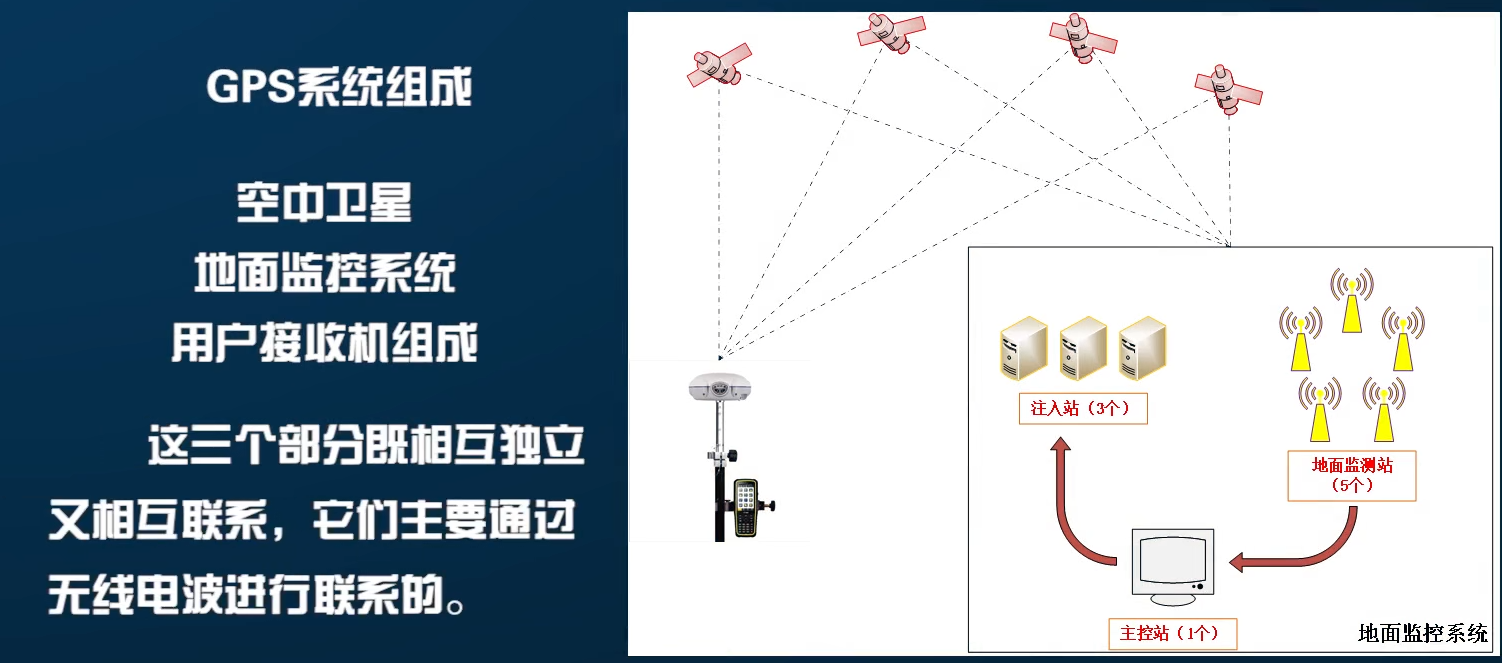 GPS系统组成
空中卫星
地面监控系统
用户接收机组成
这三个部分既相互独立
又相互联系，它们主要通过
无线电波进行联系的。
注入站（3个）
地面监测站
（5个）
主控站（1个）
地面监控系统